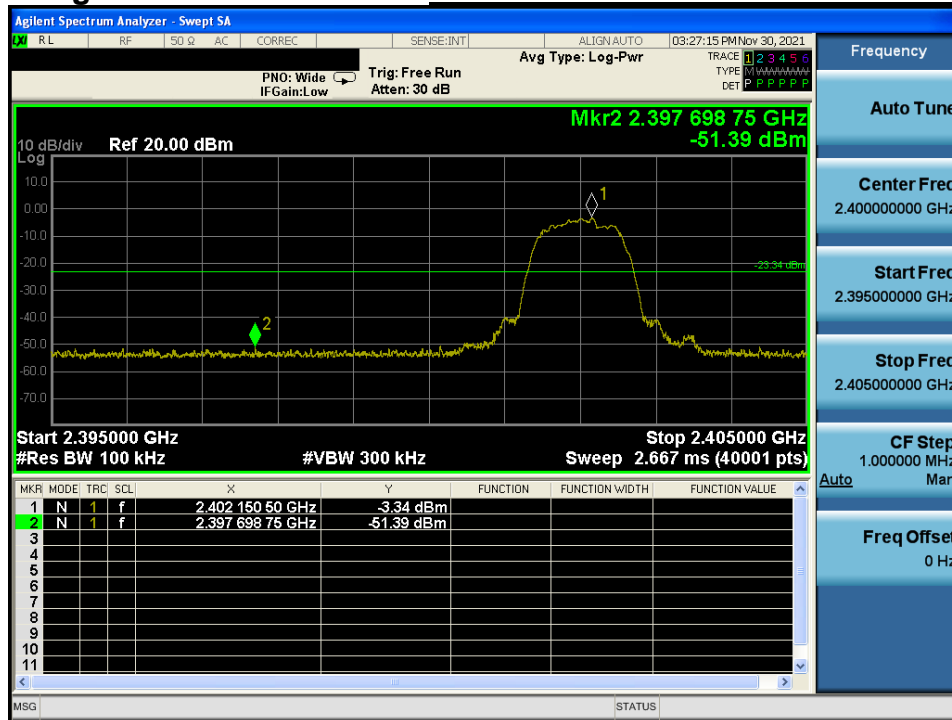 Agilent Spectrum Analyzer - Swept SA
LXI RL RF 50 Ω AC CORREC SENSE:INT ALIGN AUTO 03:27:15 PM Nov 30, 2021
Frequency
Avg Type: Log-Pwr
TRACE 1 2 3 4 5 6
PNO: Wide Trig: Free Run
TYPE M WWWWW
IFGain:Low Atten: 30 dB
DET P P P P P P
Auto Tune
Mkr2 2.397 698 75 GHz
-51.39 dBm
10 dB/div Ref 20.00 dBm
Log
10.0
0.00
-10.0
-20.0
-30.0
-40.0
-50.0
-60.0
-70.0
1
-23.34 dBm
2
Start 2.395000 GHz Stop 2.405000 GHz
#Res BW 100 kHz #VBW 300 kHz Sweep 2.667 ms (40001 pts)
Center Freq
2.400000000 GHz
Start Freq
2.395000000 GHz
Stop Freq
2.405000000 GHz
CF Step
1.000000 MHz
Auto Man
Freq Offset
0 Hz
MKR MODE TRC SCL X Y FUNCTION FUNCTION WIDTH FUNCTION VALUE
1 N 1 f 2.402 150 50 GHz -3.34 dBm
2 N 1 f 2.397 698 75 GHz -51.39 dBm
3
4
5
6
7
8
9
10
11
MSG STATUS